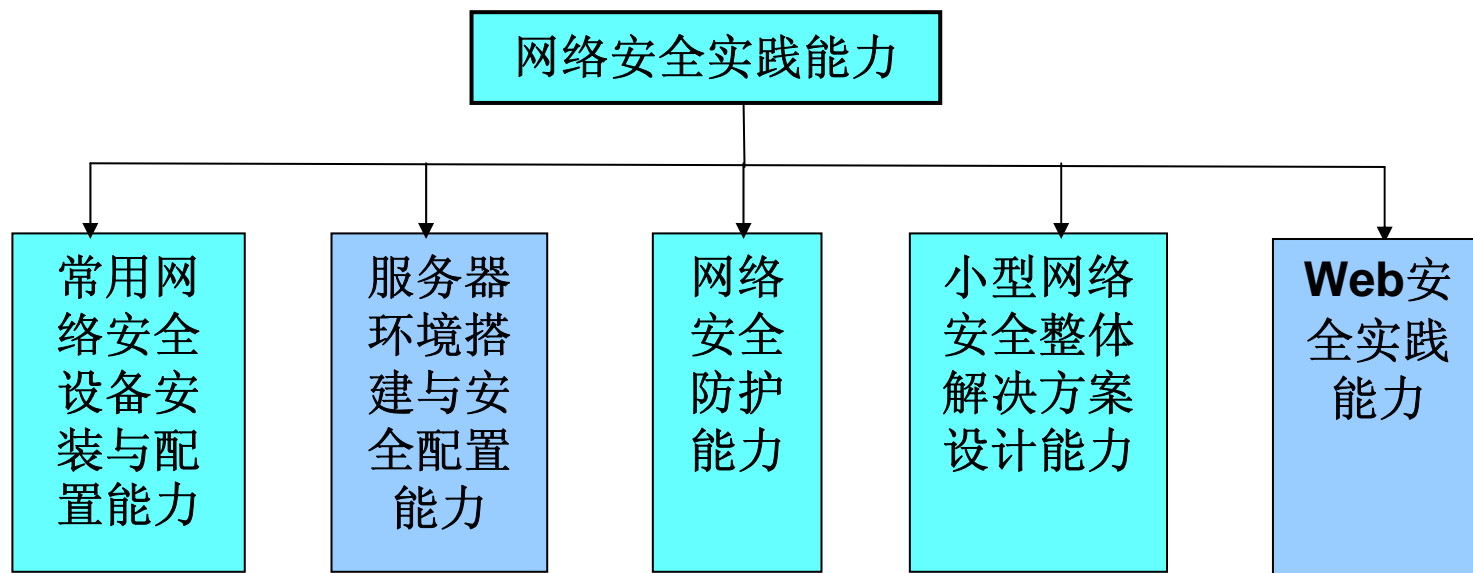 网络安全实践能力
常用网
络安全
设备安
装与配
置能力
服务器
环境搭
建与安
全配置
能力
网络
安全
防护
能力
小型网络
安全整体
解决方案
设计能力
Web安
全实践
能力